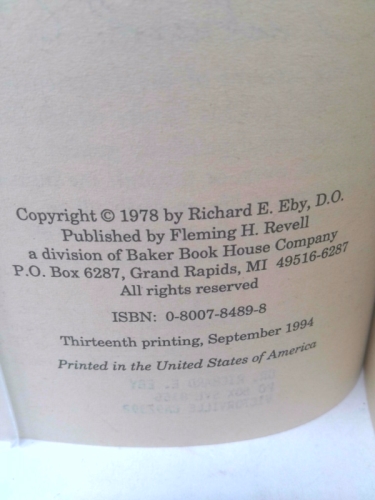 Copyright © 1978 by Richard E. Eby, D.O.
Published by Fleming H. Revell
a division of Baker Book House Company
P.O. Box 6287, Grand Rapids, MI 49516-6287
All rights reserved
ISBN: 0-8007-8489-8
Thirteenth printing, September 1994
Printed in the United States of America